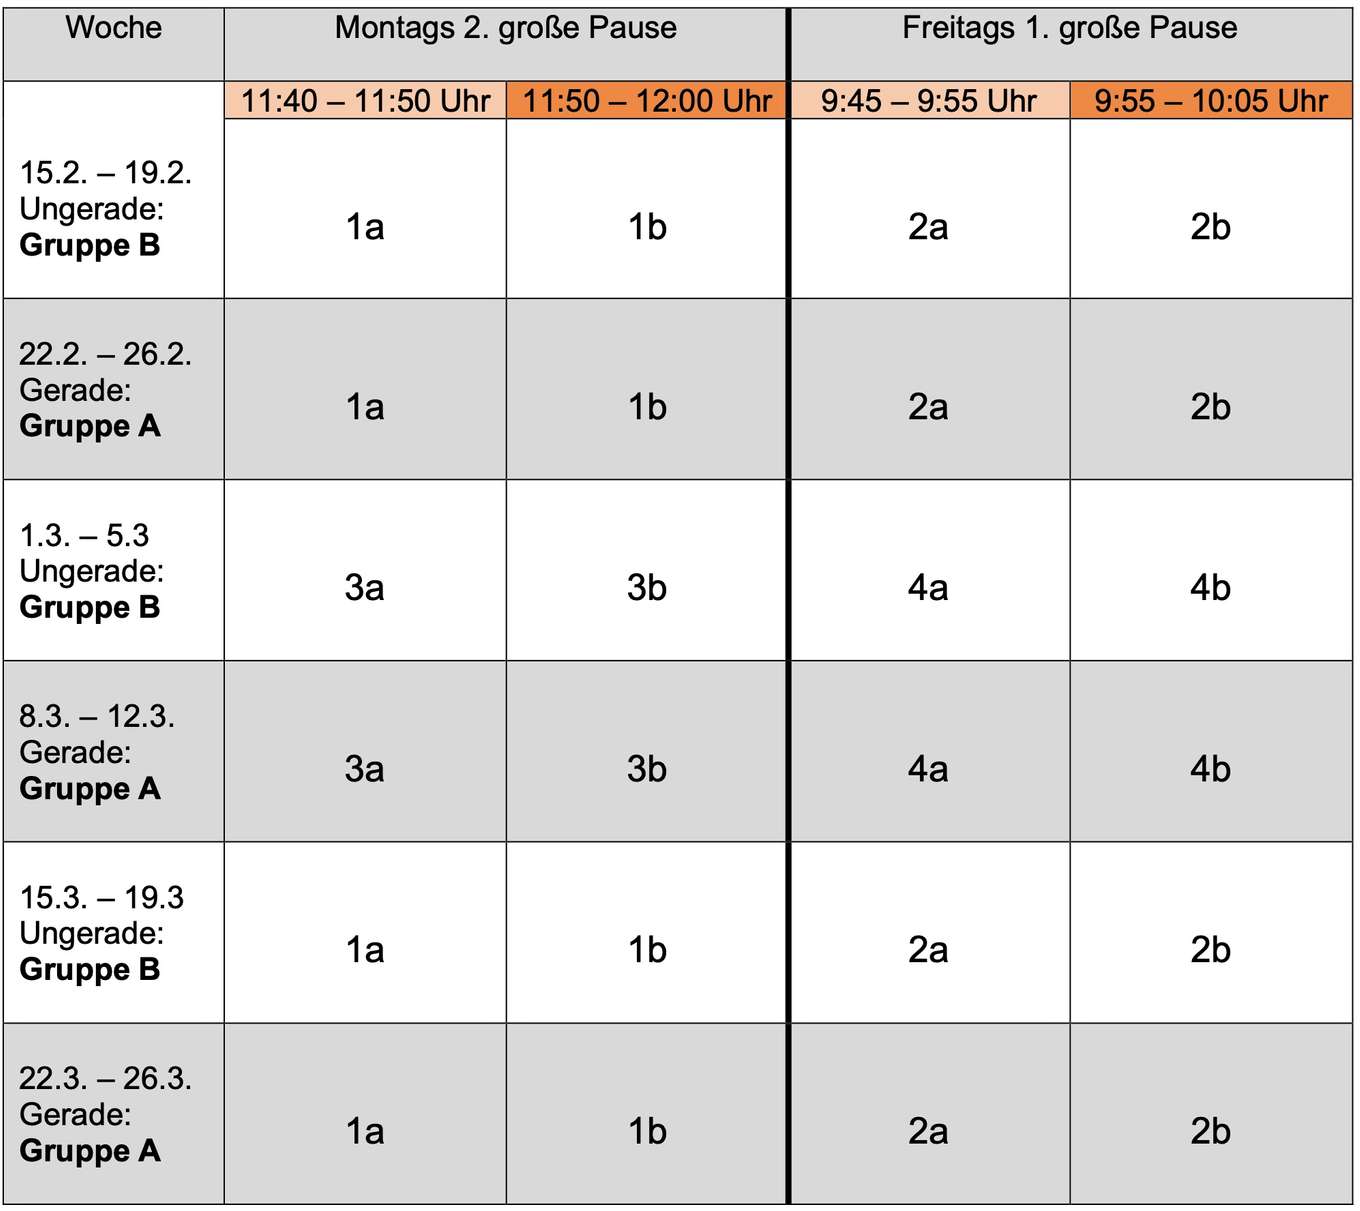 Woche Montags 2. große Pause Freitags 1. große Pause
11:40 – 11:50 Uhr 11:50 – 12:00 Uhr 9:45 – 9:55 Uhr 9:55 – 10:05 Uhr
15.2. – 19.2.
Ungerade:
Gruppe B
1a 1b 2a 2b
22.2. – 26.2.
Gerade:
Gruppe A
1a 1b 2a 2b
1.3. – 5.3
Ungerade:
Gruppe B
3a 3b 4a 4b
8.3. – 12.3.
Gerade:
Gruppe A
3a 3b 4a 4b
15.3. – 19.3
Ungerade:
Gruppe B
1a 1b 2a 2b
22.3. – 26.3.
Gerade:
Gruppe A
1a 1b 2a 2b